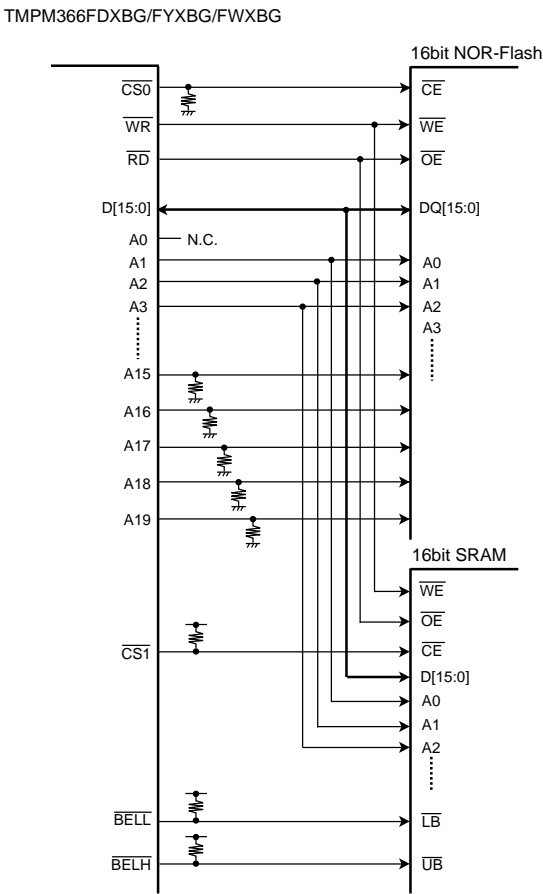 TMPM366FDXBG/FYXBG/FWXBG
16bit NOR-Flash
CS0
CE
WR
WE
RD
OE
D[15:0]
DQ[15:0]
A0
N.C.
A1
A0
A2
A1
A3
A2
A3
A15
A16
A17
A18
A19
16bit SRAM
WE
OE
CS1
CE
D[15:0]
A0
A1
A2
BELL
LB
BELH
UB